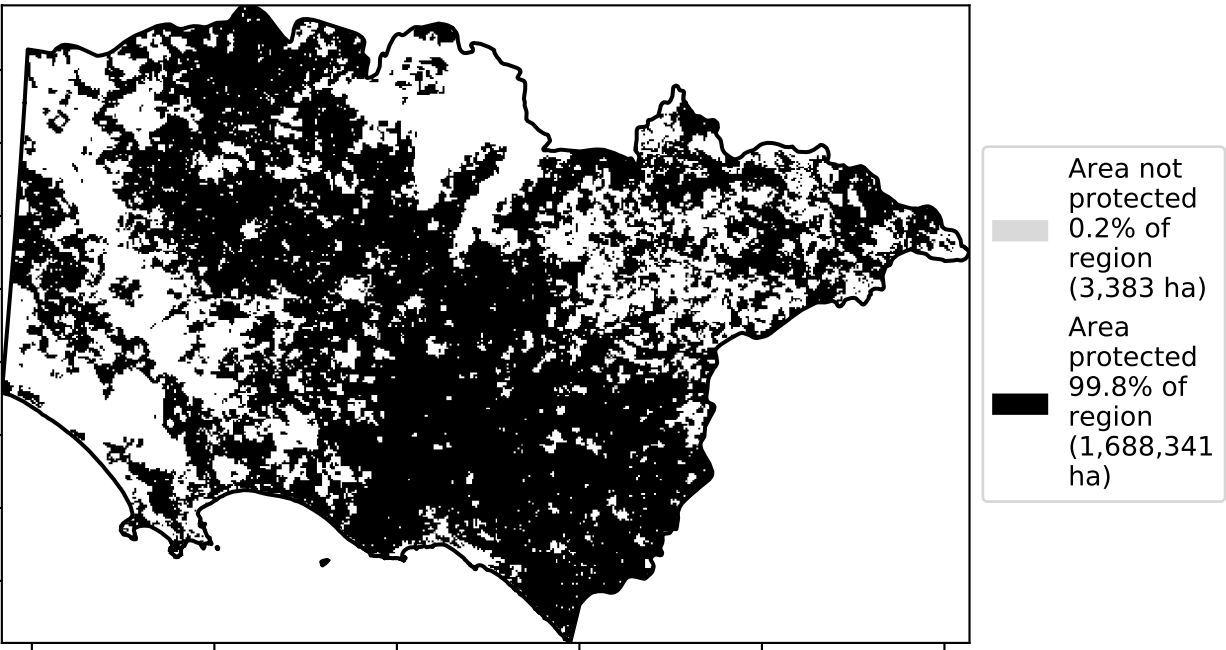 Area not
protected
0.2% of
region
(3,383 ha)
Area
protected
99.8% of
region
(1,688,341
ha)